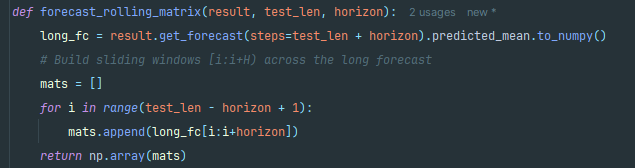 def forecast_rolling_matrix(result, test_len, horizon): 2 usages new *
    long_fc = result.get_forecast(steps=test_len + horizon).predicted_mean.to_numpy()
    # Build sliding windows [i:i+H) across the long forecast
    mats = []
    for i in range(test_len - horizon + 1):
        mats.append(long_fc[i:i+horizon])
    return np.array(mats)